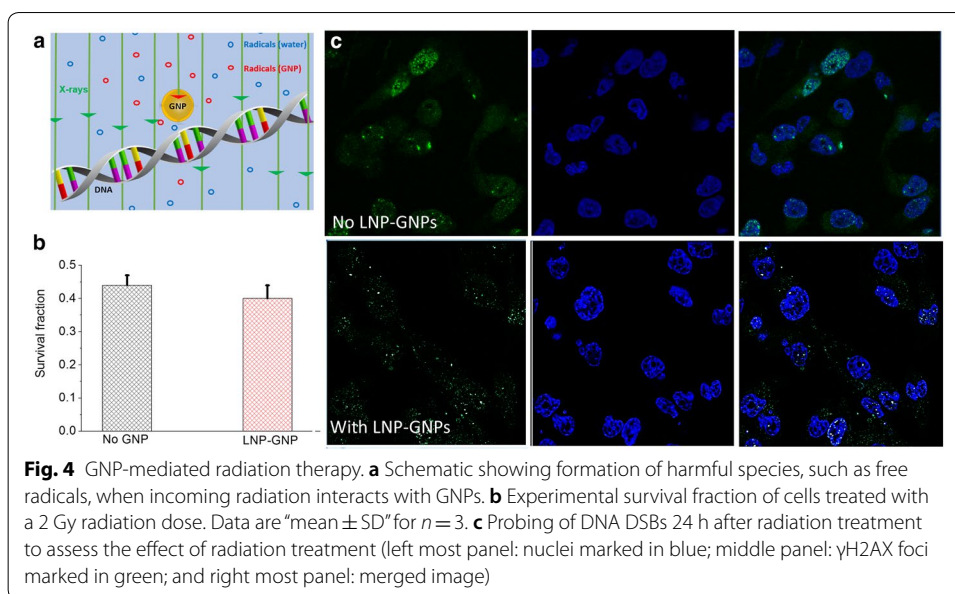 a
Radicals (water)
Radicals (GNP)
X-rays
GNP
DNA
b
0.5
0.4
0.3
0.2
0.1
0.0
Survival fraction
No GNP
LNP-GNP
c
No LNP-GNPs
With LNP-GNPs
Fig. 4 GNP-mediated radiation therapy. a Schematic showing formation of harmful species, such as free
radicals, when incoming radiation interacts with GNPs. b Experimental survival fraction of cells treated with
a 2 Gy radiation dose. Data are “mean ± SD” for n = 3. c Probing of DNA DSBs 24 h after radiation treatment
to assess the effect of radiation treatment (left most panel: nuclei marked in blue; middle panel: γH2AX foci
marked in green; and right most panel: merged image)